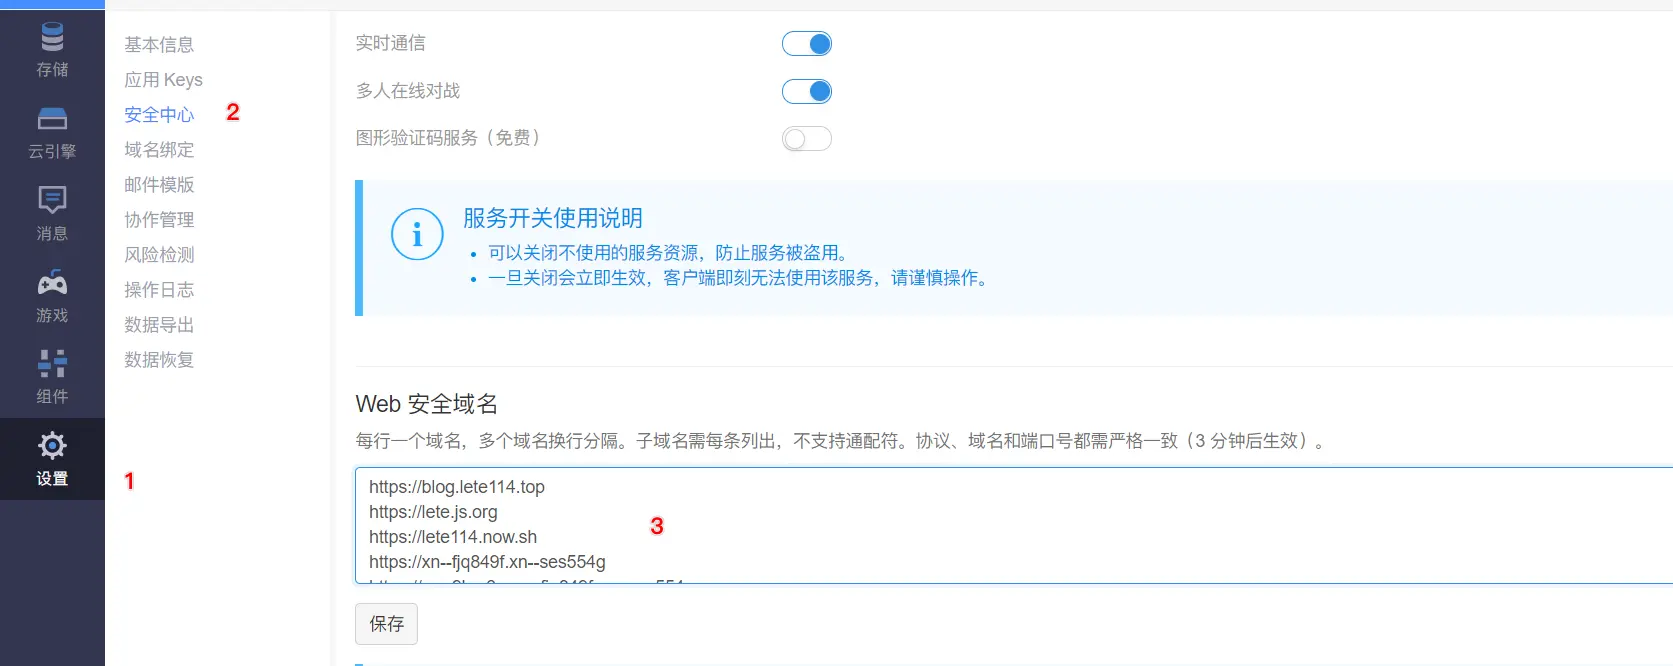 存储
云引擎
消息
游戏
组件
设置
1
基本信息
应用 Keys
安全中心
2
域名绑定
邮件模版
协作管理
风险检测
操作日志
数据导出
数据恢复
实时通信
多人在线对战
图形验证码服务（免费）
服务开关使用说明
可以关闭不使用的服务资源，防止服务被盗用。
一旦关闭会立即生效，客户端即刻无法使用该服务，请谨慎操作。
Web 安全域名
每行一个域名，多个域名换行分隔。子域名需每条列出，不支持通配符。协议、域名和端口号都需严格一致（3 分钟后生效）。
https://blog.lete114.top
https://lete.js.org
https://lete114.now.sh
https://xn--fjq849f.xn--ses554g
3
保存